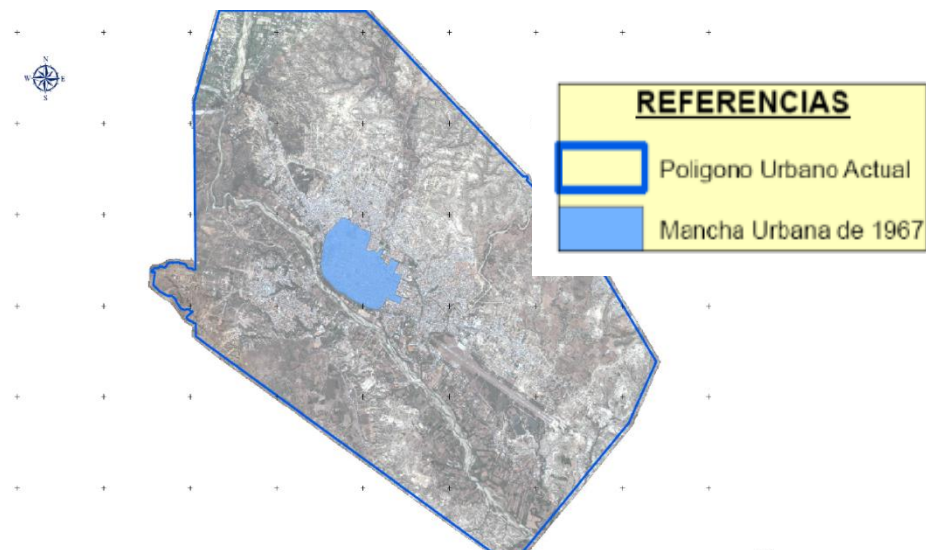 N
W E
S
REFERENCIAS
Poligono Urbano Actual
Mancha Urbana de 1967